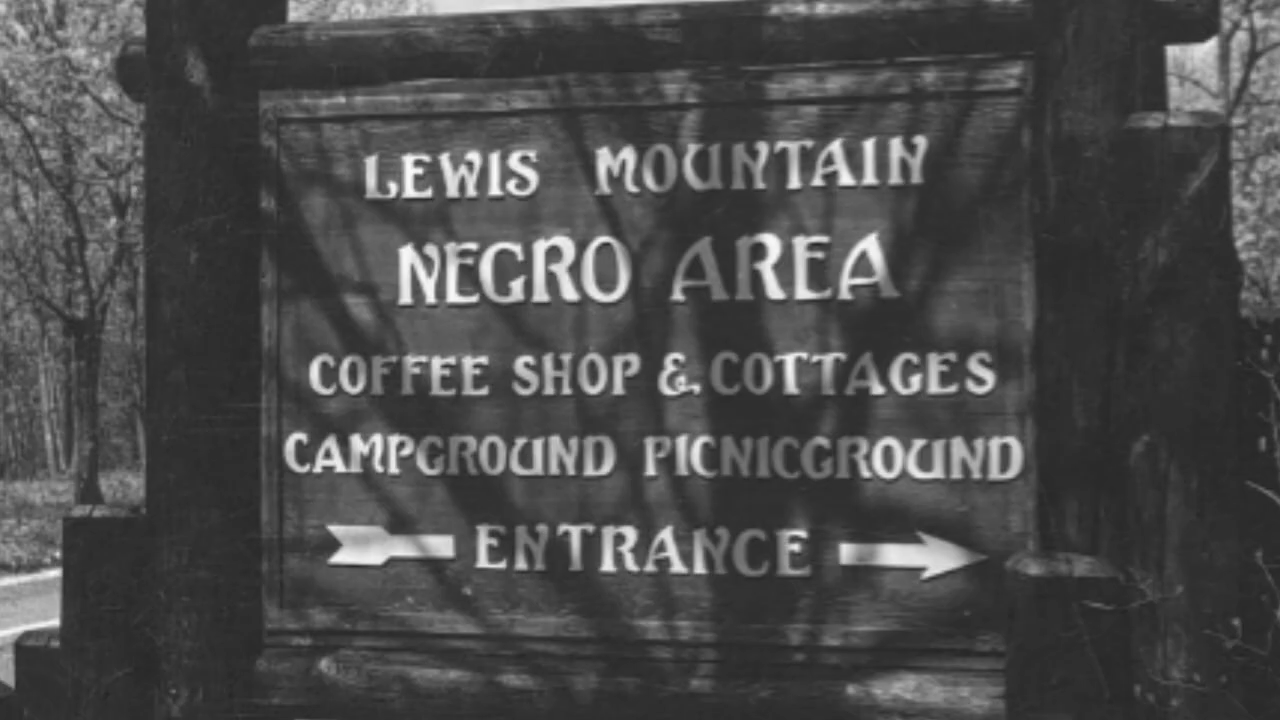 LEWIS MOUNTAIN
NEGRO AREA
COFFEE SHOP & COTTAGES
CAMPGROUND PICNICGROUND
ENTRANCE